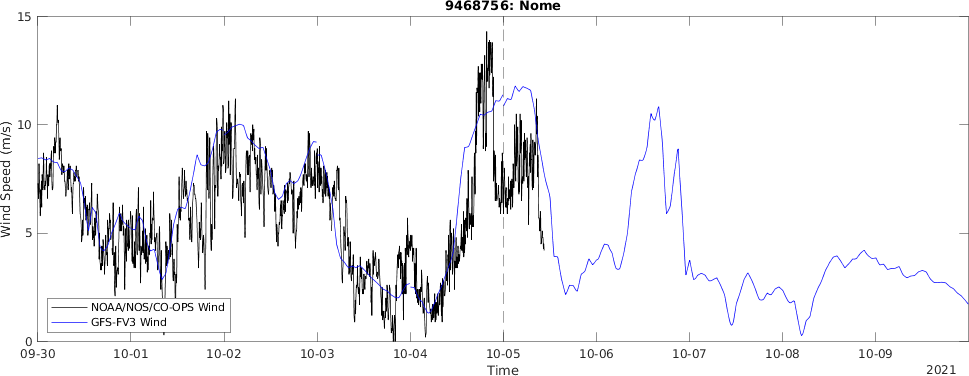 9468756: Nome
15
10
5
0
Wind Speed (m/s)
NOAA/NOS/CO-OPS Wind
GFS-FV3 Wind
09-30 10-01 10-02 10-03 10-04 10-05 10-06 10-07 10-08 10-09
Time
2021